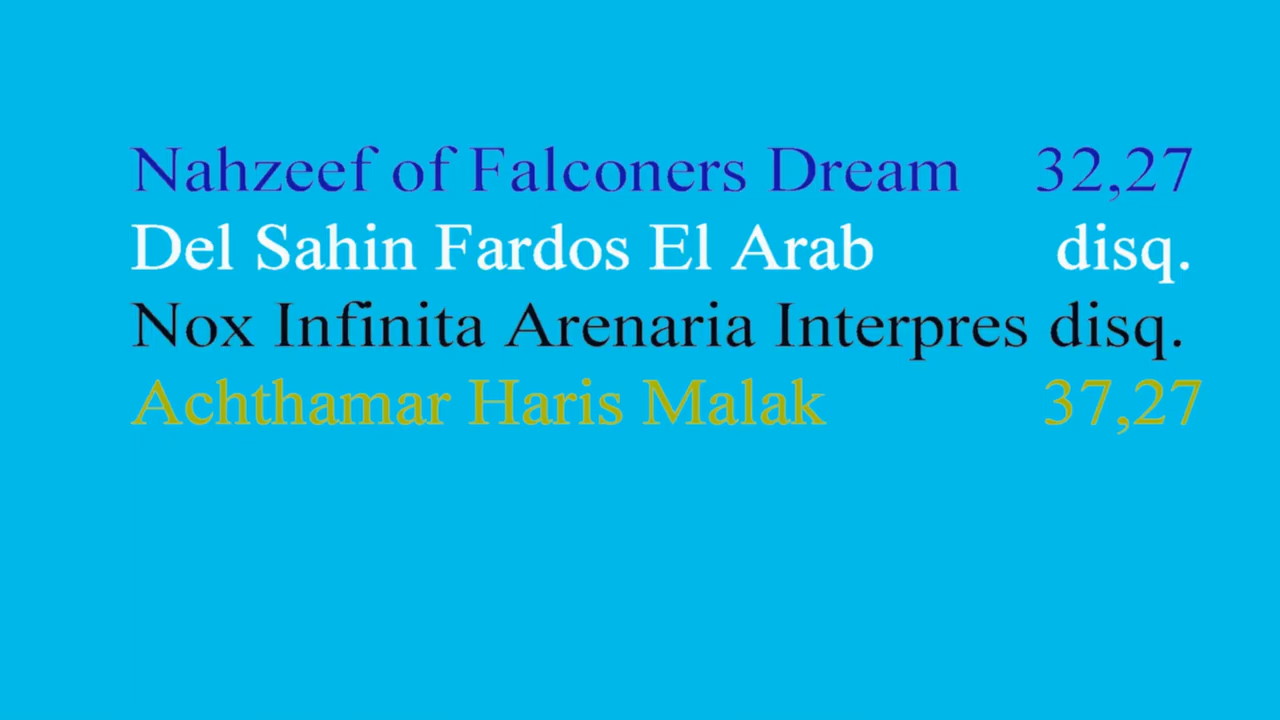 Nahzeef of Falconers Dream 32,27
Del Sahin Fardos El Arab disq.
Nox Infinita Arenaria Interpres disq.
Achthamar Haris Malak 37,27